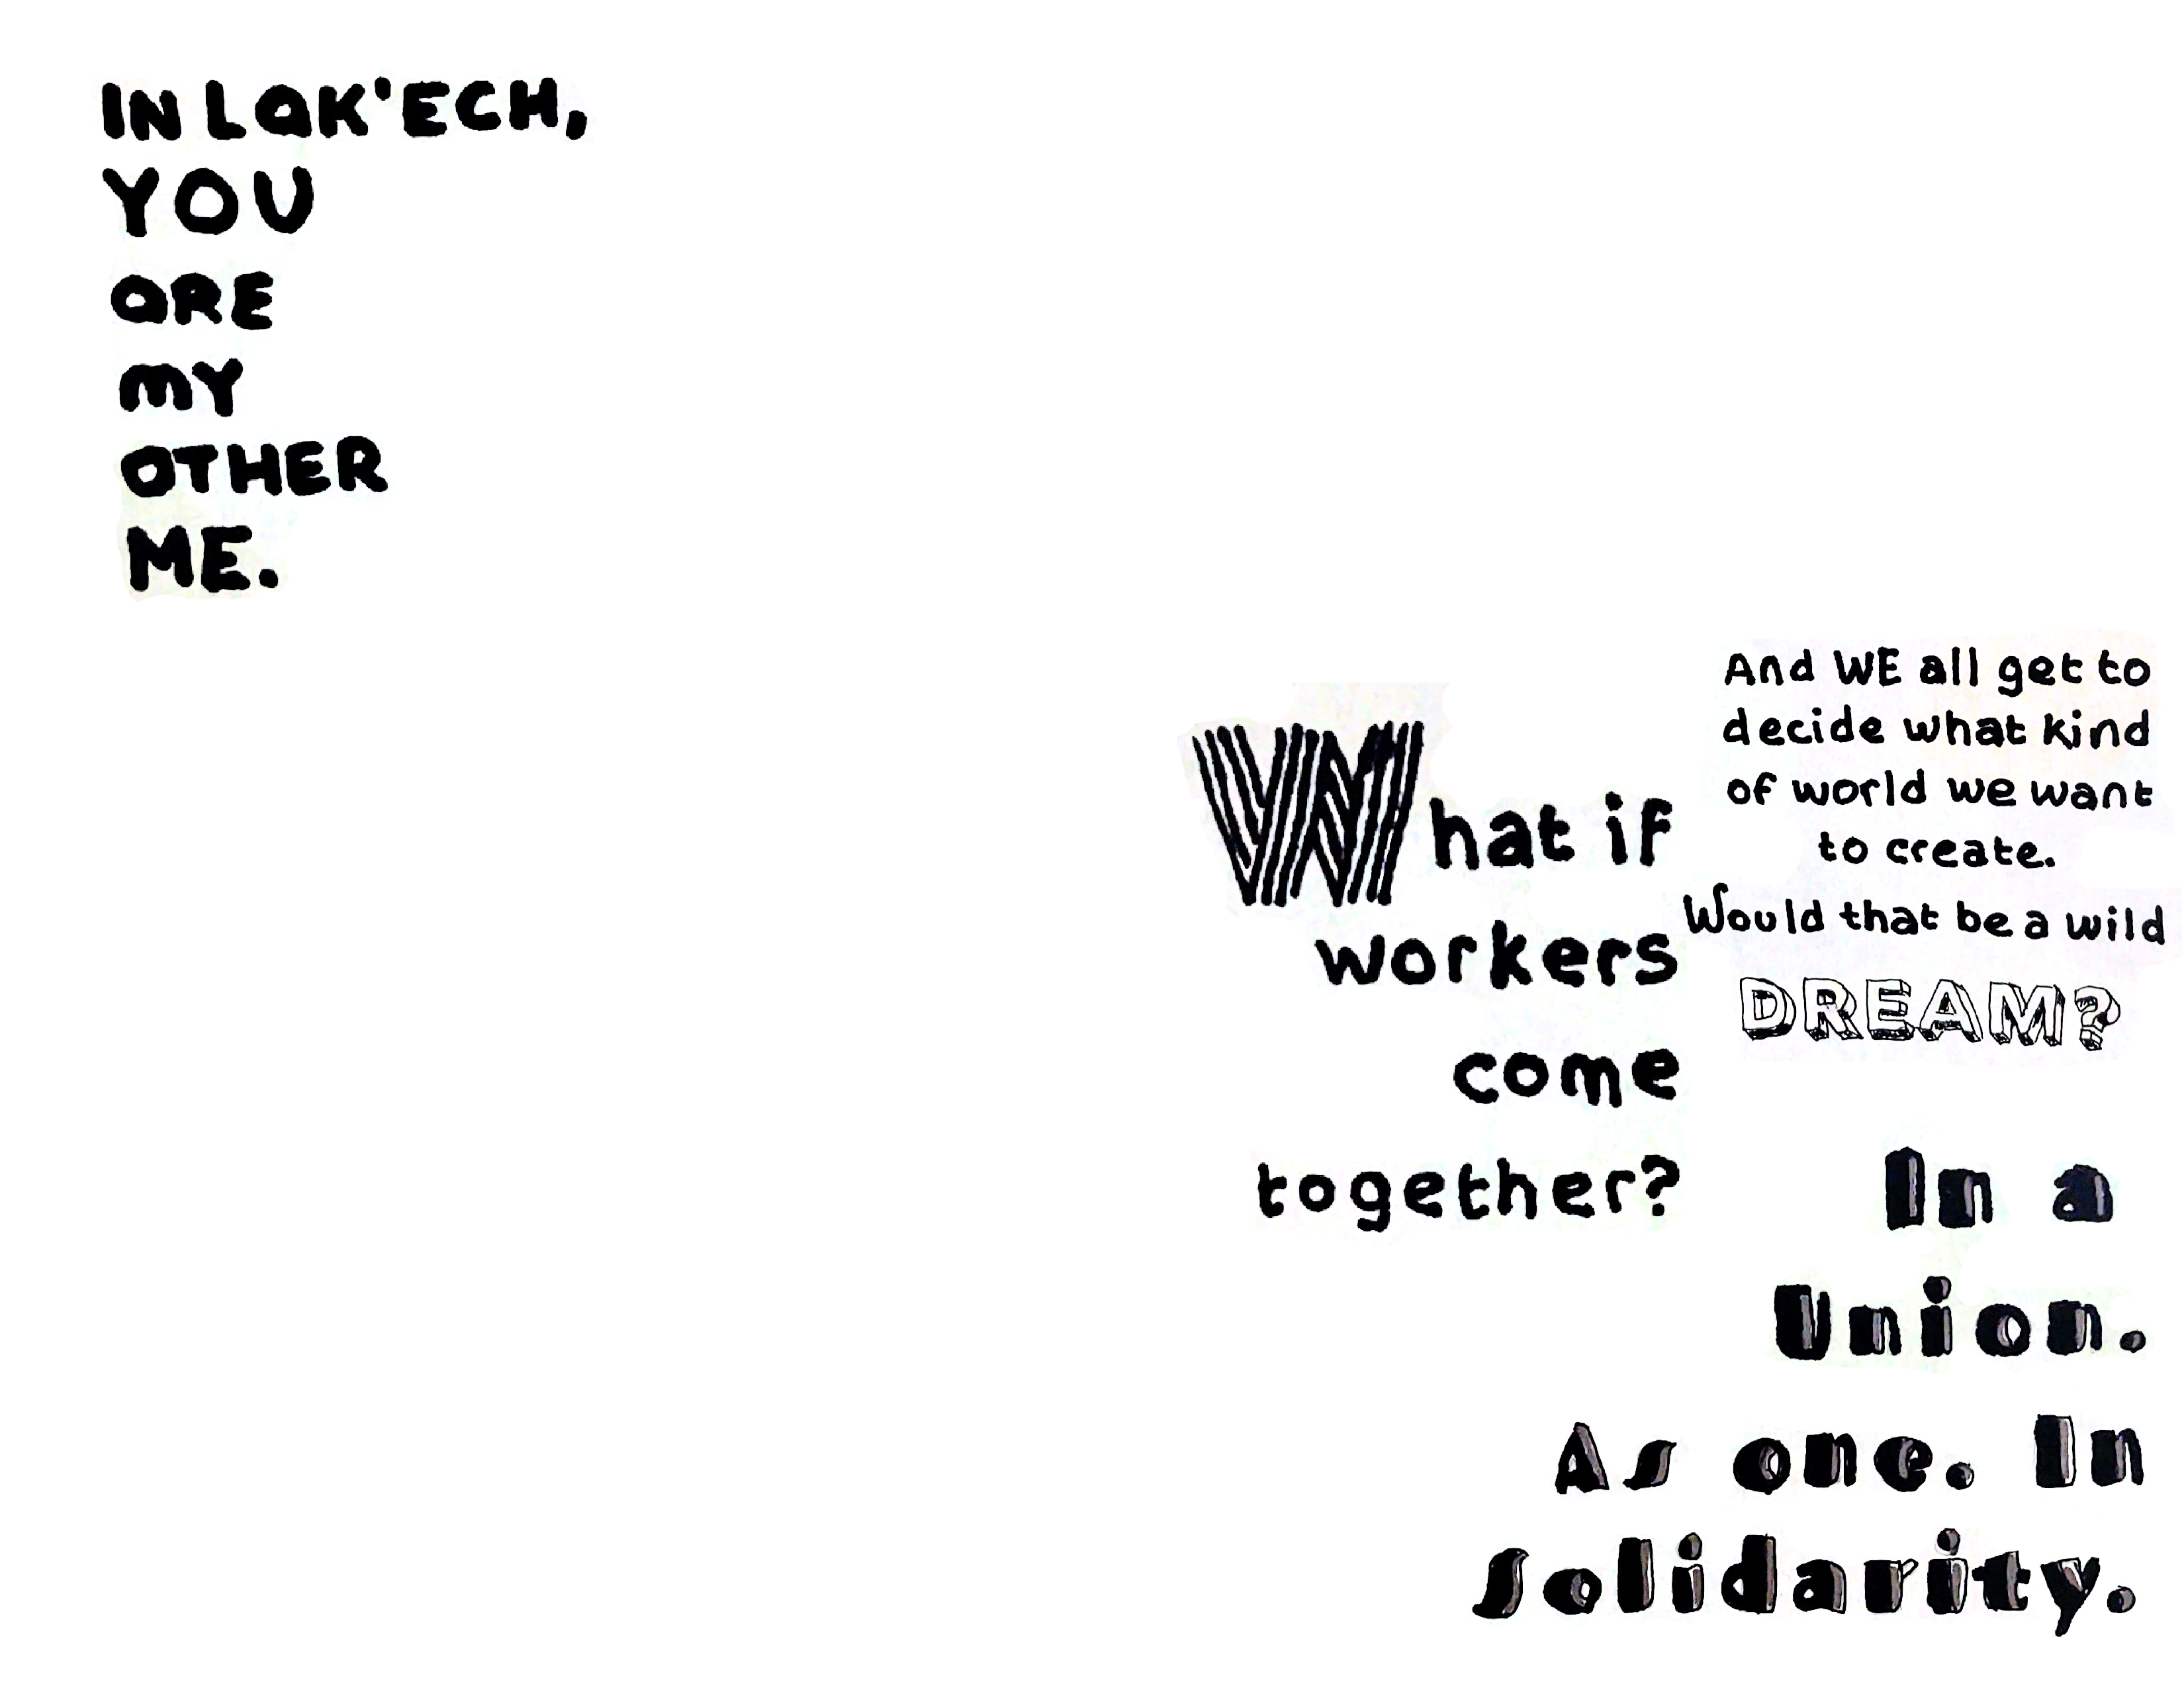 IN LaK'ECH,
YOU
aRE
mY
OTHER
ME.
What if
workers
come
together?
And WE all get to
decide what kind
of world we want
to create.
Would that be a wild
DREAM?
In a
Union.
As one. In
Solidarity.